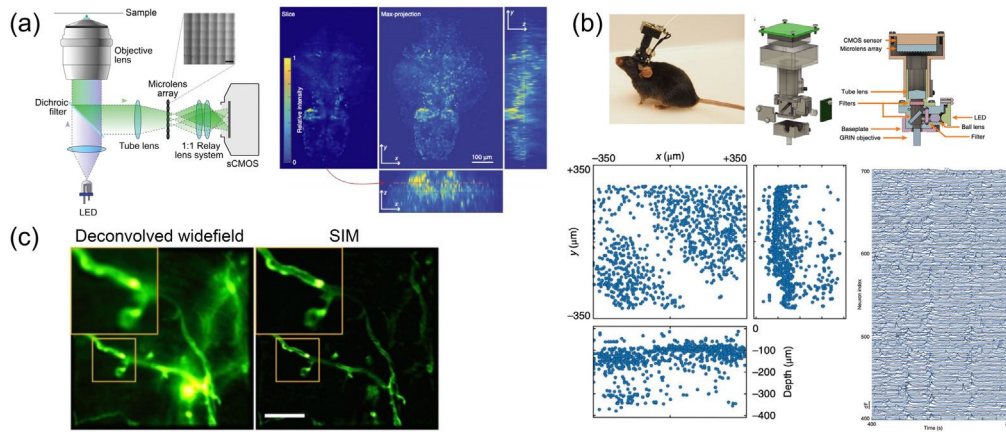 (a)
Sample
Objective
lens
Microlens
array
Dichroic
filter
Tube lens
1:1 Relay
lens system
sCMOS
LED
Slice
Max-projection
1
Relative intensity
0
y
x
y
z
y
x
100 μm
z
x
(b)
CMOS sensor
Microlens array
Tube lens
Filters
Baseplate
GRIN objective
LED
Ball lens
Filter
−350
x (μm)
+350
−350
+350
+350
y (μm)
−350
0
−100
−200
−300
−400
Depth (μm)
700
600
500
400
Neuron index
400
Time (s)
(c)
Deconvolved widefield
SIM